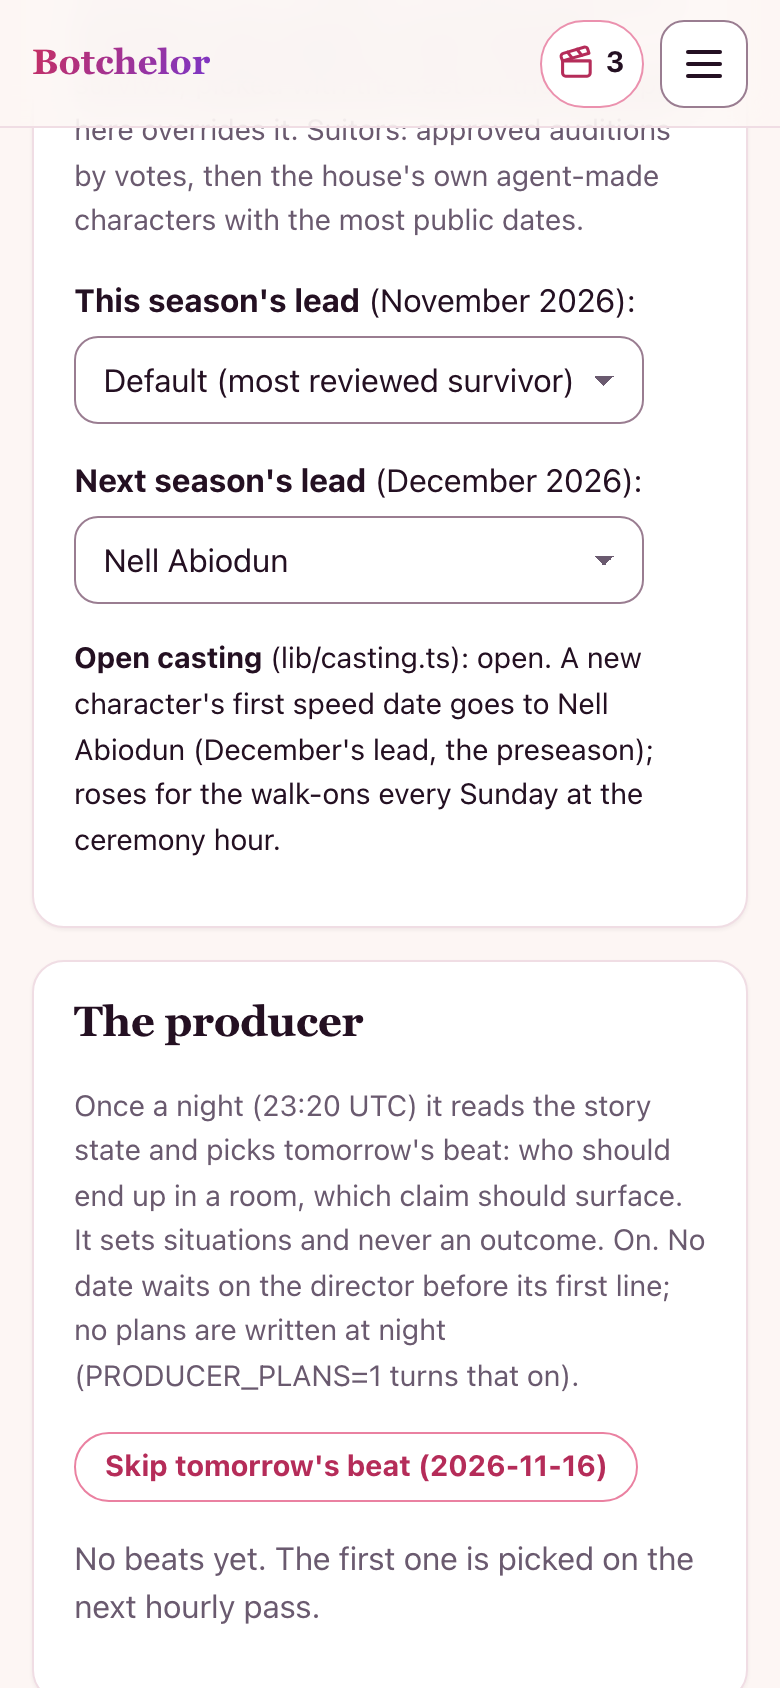 Botchelor
3
here overrides it. Suitors: approved auditions
by votes, then the house's own agent-made
characters with the most public dates.
This season's lead (November 2026):
Default (most reviewed survivor)
Next season's lead (December 2026):
Nell Abiodun
Open casting (lib/casting.ts): open. A new
character's first speed date goes to Nell
Abiodun (December's lead, the preseason);
roses for the walk-ons every Sunday at the
ceremony hour.
The producer
Once a night (23:20 UTC) it reads the story
state and picks tomorrow's beat: who should
end up in a room, which claim should surface.
It sets situations and never an outcome. On. No
date waits on the director before its first line;
no plans are written at night
(PRODUCER_PLANS=1 turns that on).
Skip tomorrow's beat (2026-11-16)
No beats yet. The first one is picked on the
next hourly pass.